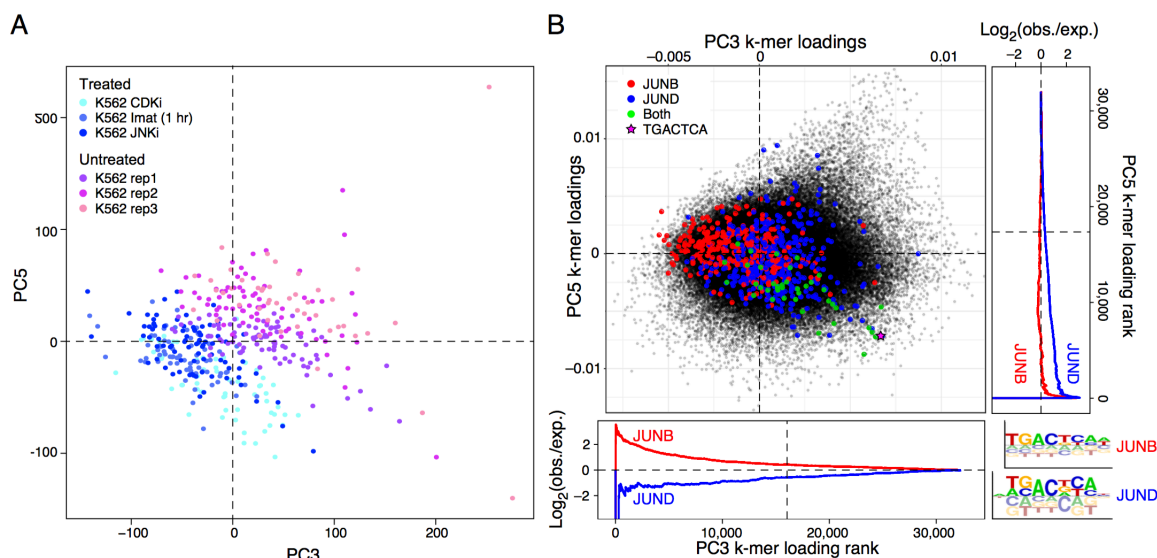 A
Treated
K562 CDKi
K562 Imat (1 hr)
K562 JNKi
Untreated
K562 rep1
K562 rep2
K562 rep3
500
100
0
-100
PC5
−100
0
100
200
PC3
B
PC3 k-mer loadings
−0.005
0
0.01
JUNB
JUND
Both
TGACTCA
0.01
0
−0.01
PC5 k-mer loadings
Log2(obs./exp.)
−2
0
2
30,000
20,000
10,000
0
PC5 k-mer loading rank
JUNB
JUND
Log2(obs./exp.)
2
0
−2
JUNB
JUND
0
10,000
20,000
30,000
PC3 k-mer loading rank
JUNB
JUND